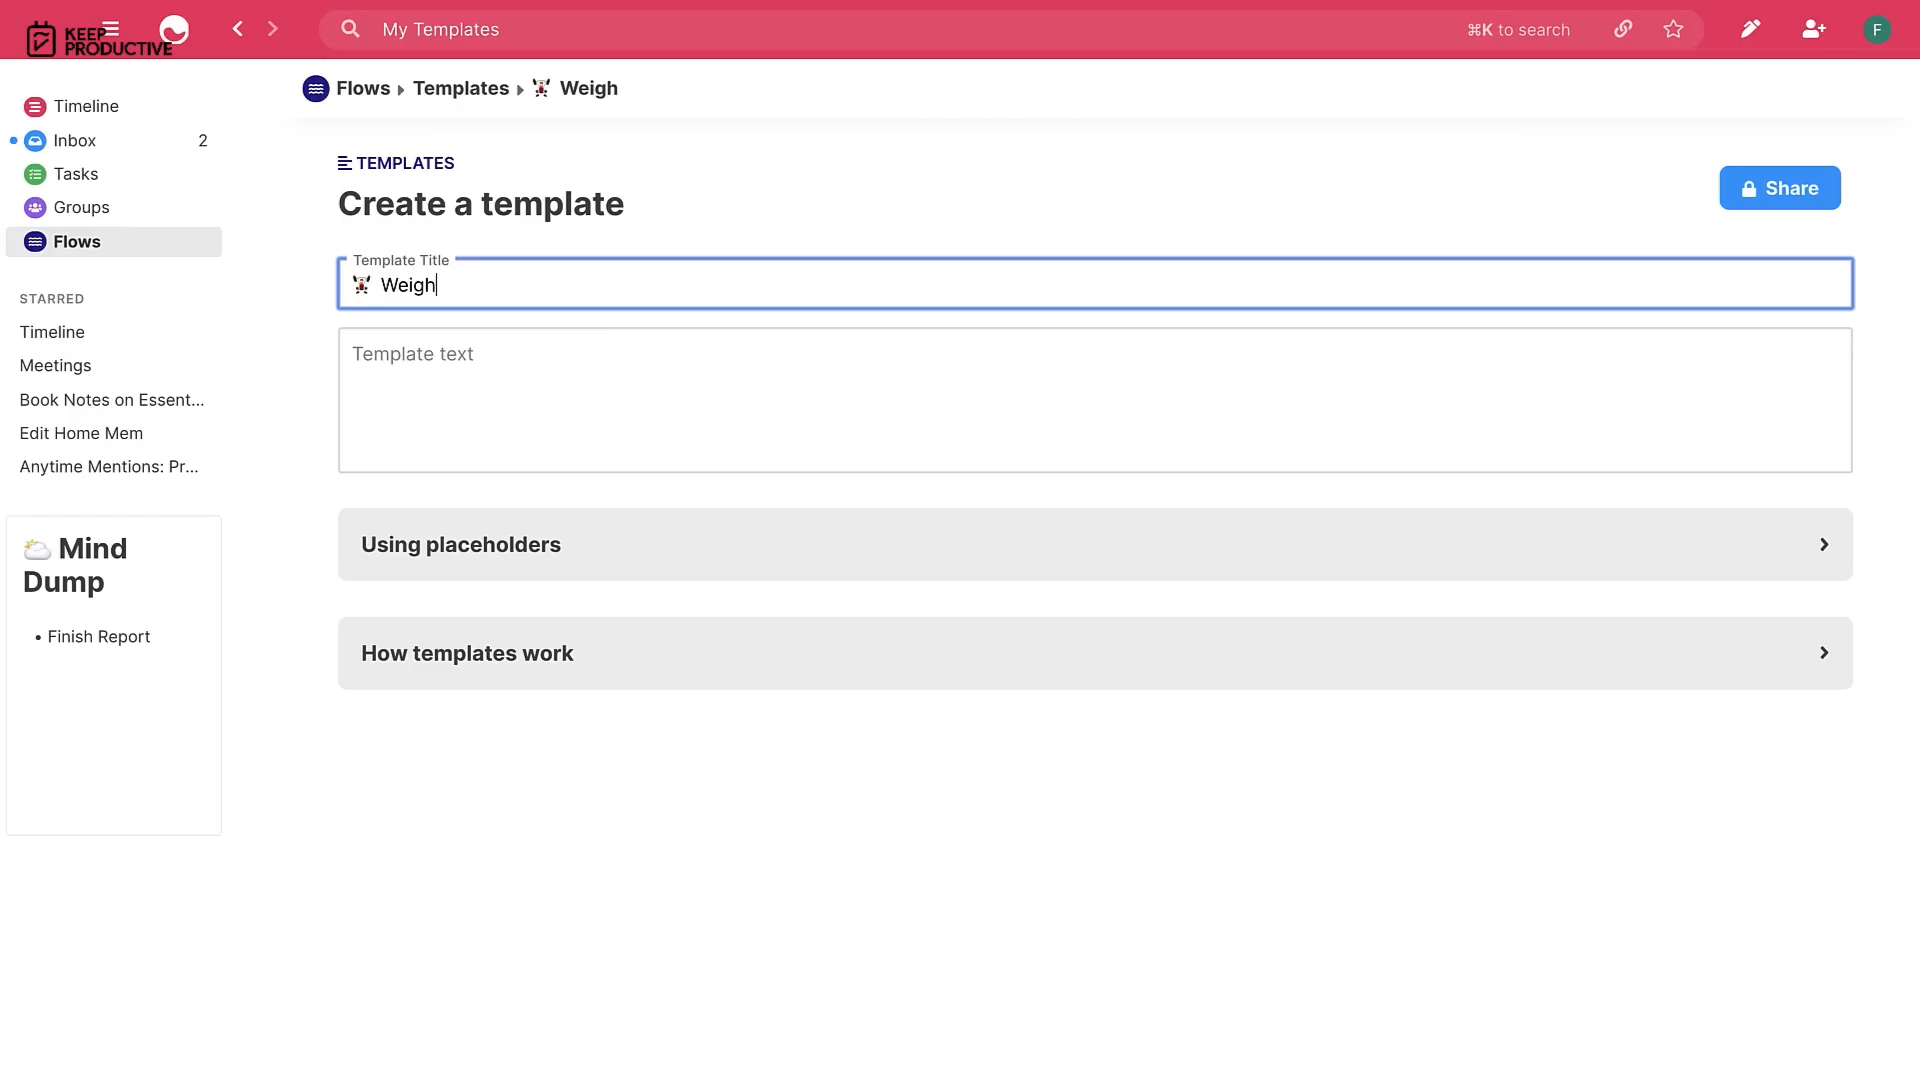 KEEP
PRODUCTIVE
My Templates
⌘K to search
F
Flows Templates Weigh
Timeline
Inbox 2
Tasks
Groups
Flows
STARRED
Timeline
Meetings
Book Notes on Essent...
Edit Home Mem
Anytime Mentions: Pr...
Mind
Dump
• Finish Report
TEMPLATES
Create a template
Share
Template Title
Weigh
Template text
Using placeholders
How templates work